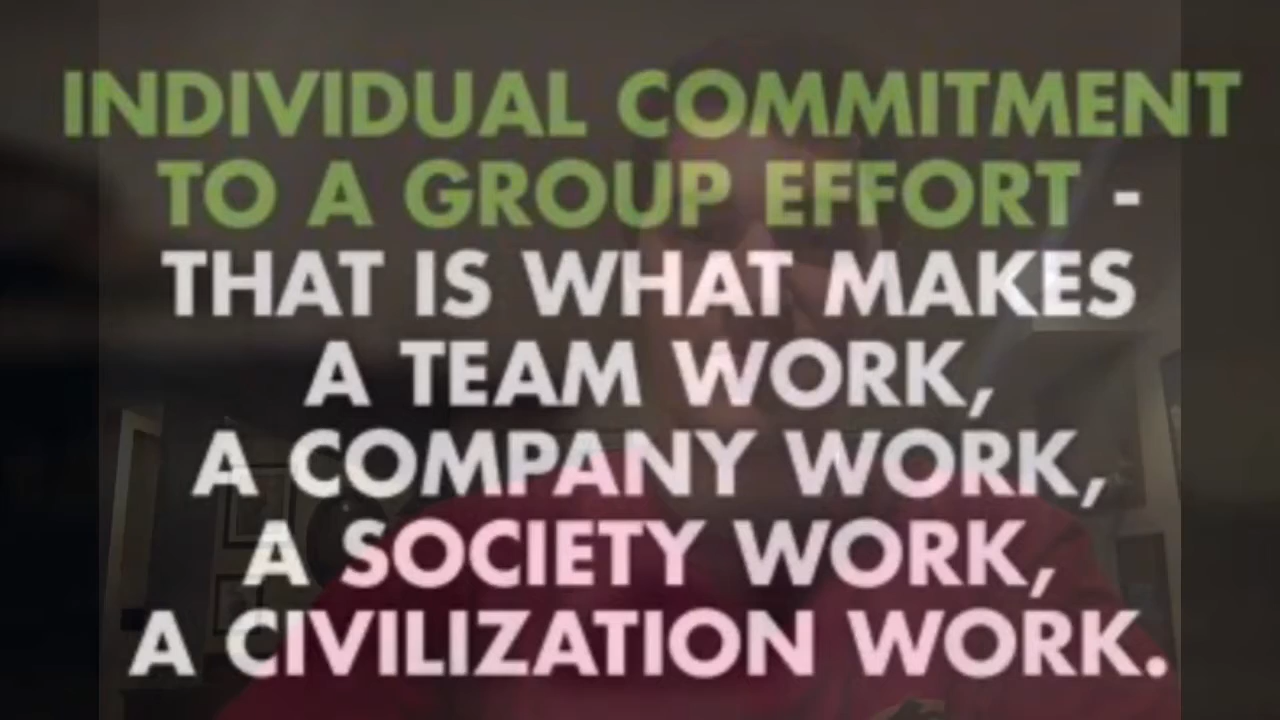 INDIVIDUAL COMMITMENT
TO A GROUP EFFORT -
THAT IS WHAT MAKES
A TEAM WORK,
A COMPANY WORK,
A SOCIETY WORK,
A CIVILIZATION WORK.